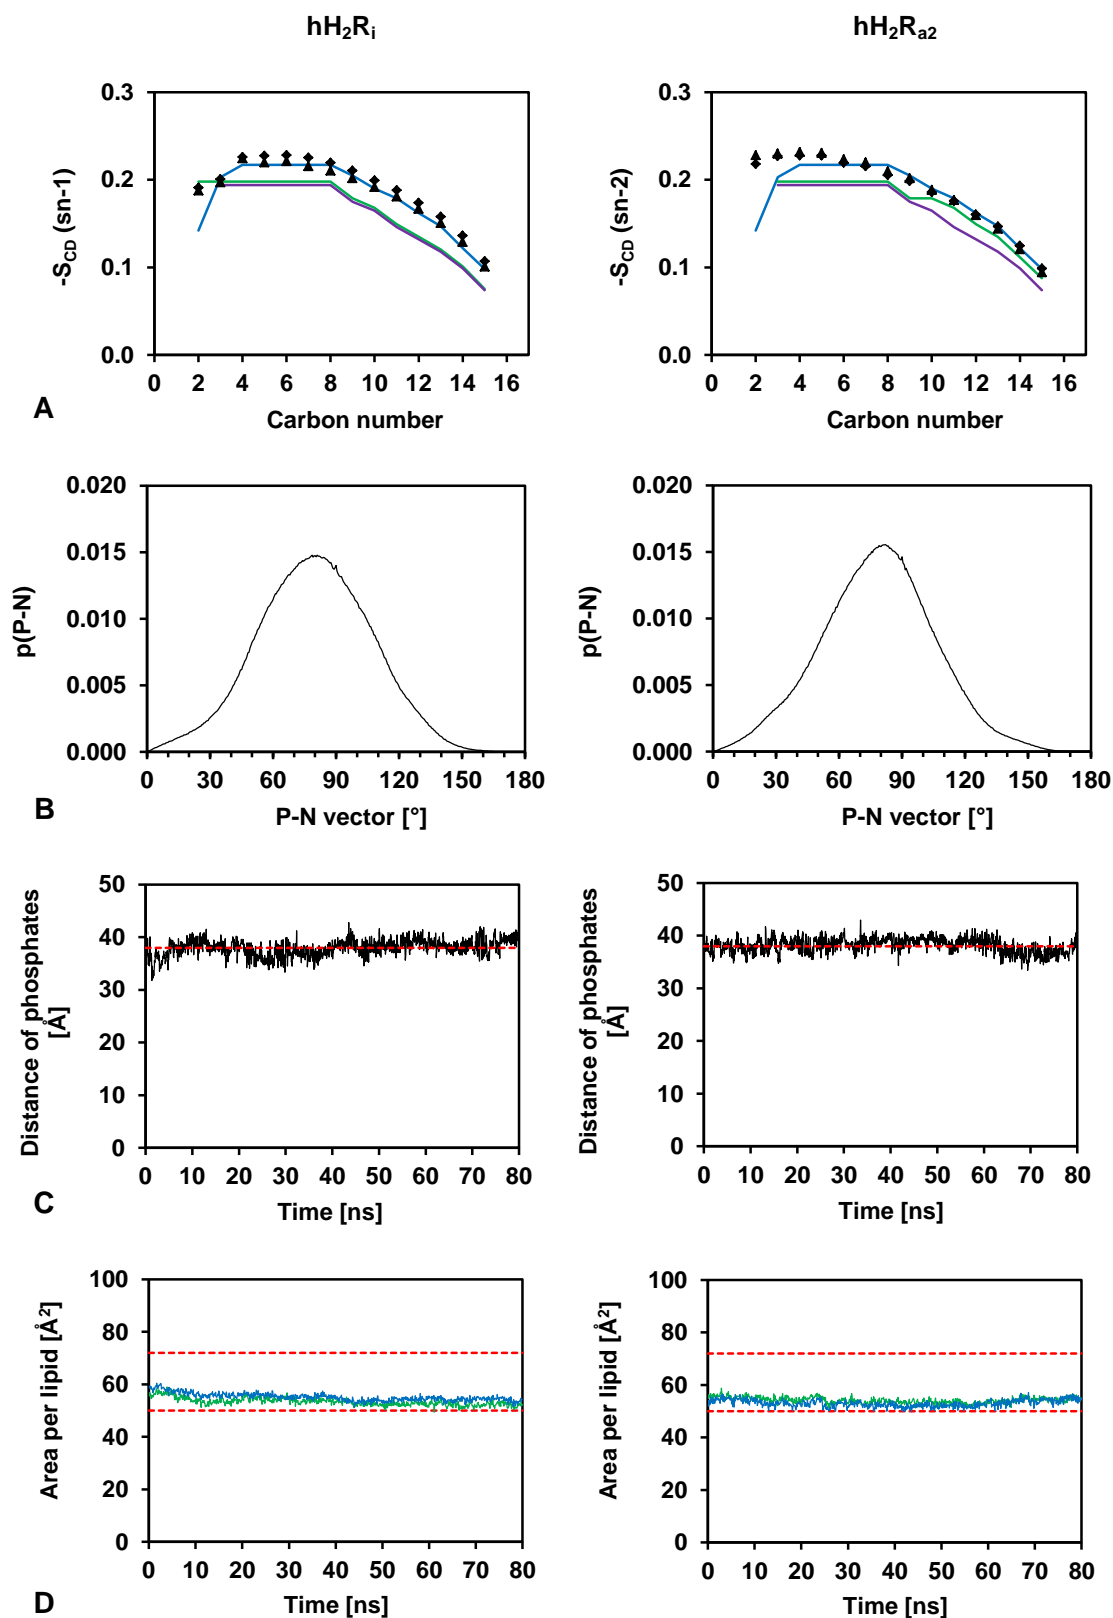 hH₂Rᵢ
hH₂Rₐ₂
-S_CD (sn-1)
0.3
0.2
0.1
0.0
0 2 4 6 8 10 12 14 16
Carbon number
-S_CD (sn-2)
0.3
0.2
0.1
0.0
0 2 4 6 8 10 12 14 16
Carbon number
A
p(P-N)
0.020
0.015
0.010
0.005
0.000
0 30 60 90 120 150 180
P-N vector [°]
p(P-N)
0.020
0.015
0.010
0.005
0.000
0 30 60 90 120 150 180
P-N vector [°]
B
Distance of phosphates
[Å]
50
40
30
20
10
0
0 10 20 30 40 50 60 70 80
Time [ns]
Distance of phosphates
[Å]
50
40
30
20
10
0
0 10 20 30 40 50 60 70 80
Time [ns]
C
Area per lipid [Å²]
100
80
60
40
20
0
0 10 20 30 40 50 60 70 80
Time [ns]
Area per lipid [Å²]
100
80
60
40
20
0
0 10 20 30 40 50 60 70 80
Time [ns]
D